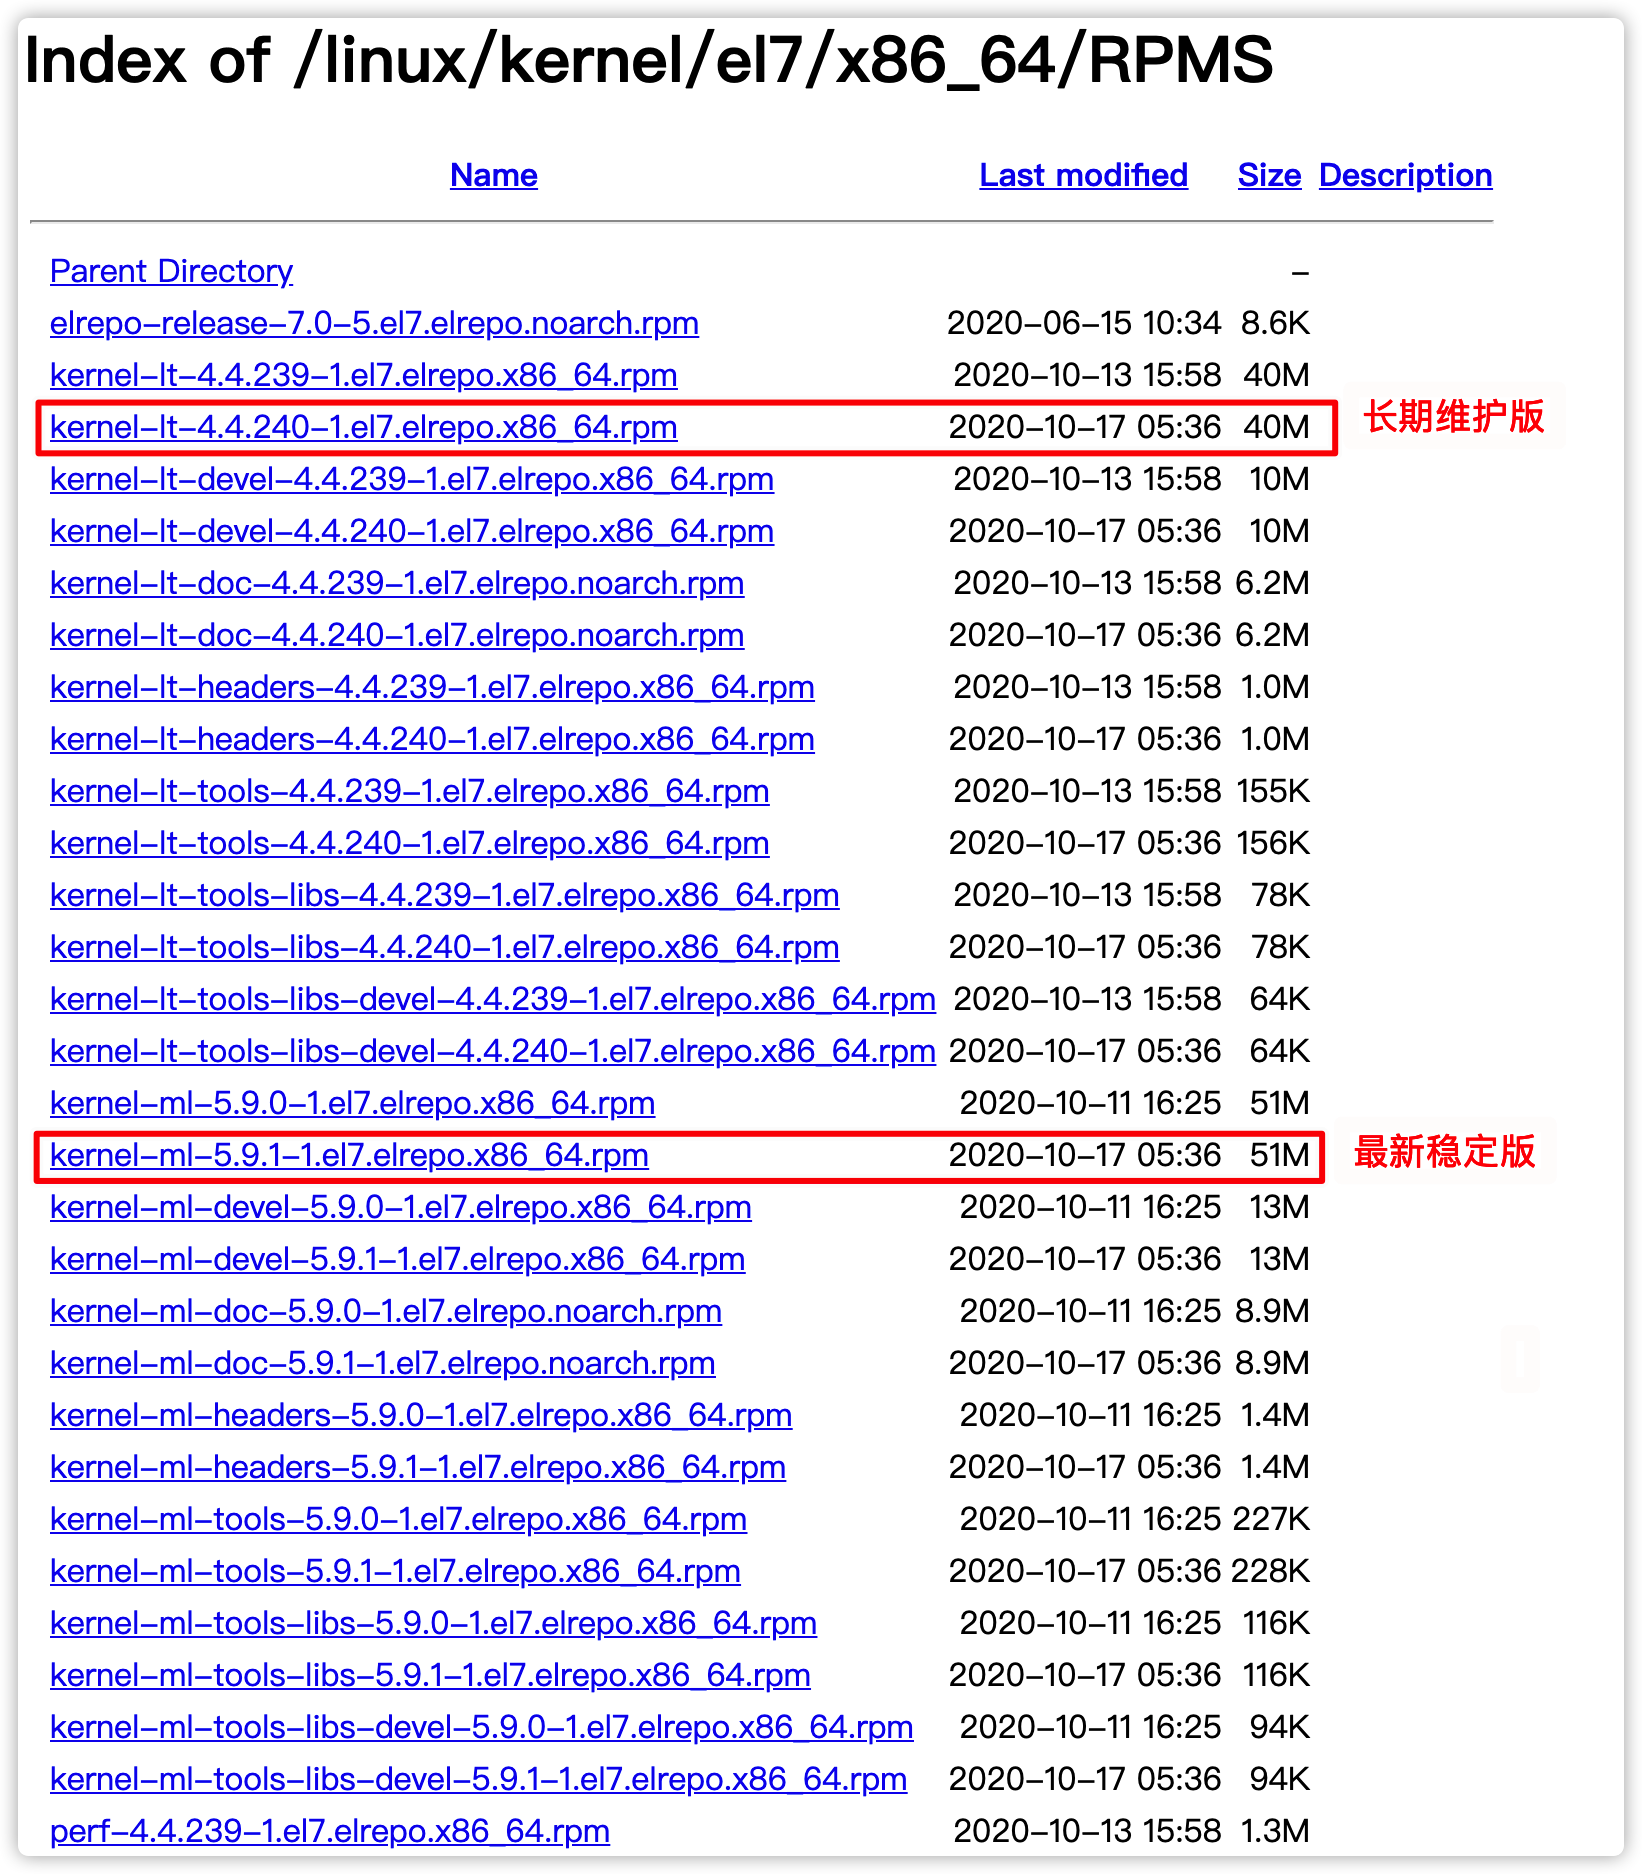 Index of /linux/kernel/el7/x86_64/RPMS
Name Last modified Size Description
Parent Directory –
elrepo-release-7.0-5.el7.elrepo.noarch.rpm 2020-06-15 10:34 8.6K
kernel-lt-4.4.239-1.el7.elrepo.x86_64.rpm 2020-10-13 15:58 40M
kernel-lt-4.4.240-1.el7.elrepo.x86_64.rpm 2020-10-17 05:36 40M 长期维护版
kernel-lt-devel-4.4.239-1.el7.elrepo.x86_64.rpm 2020-10-13 15:58 10M
kernel-lt-devel-4.4.240-1.el7.elrepo.x86_64.rpm 2020-10-17 05:36 10M
kernel-lt-doc-4.4.239-1.el7.elrepo.noarch.rpm 2020-10-13 15:58 6.2M
kernel-lt-doc-4.4.240-1.el7.elrepo.noarch.rpm 2020-10-17 05:36 6.2M
kernel-lt-headers-4.4.239-1.el7.elrepo.x86_64.rpm 2020-10-13 15:58 1.0M
kernel-lt-headers-4.4.240-1.el7.elrepo.x86_64.rpm 2020-10-17 05:36 1.0M
kernel-lt-tools-4.4.239-1.el7.elrepo.x86_64.rpm 2020-10-13 15:58 155K
kernel-lt-tools-4.4.240-1.el7.elrepo.x86_64.rpm 2020-10-17 05:36 156K
kernel-lt-tools-libs-4.4.239-1.el7.elrepo.x86_64.rpm 2020-10-13 15:58 78K
kernel-lt-tools-libs-4.4.240-1.el7.elrepo.x86_64.rpm 2020-10-17 05:36 78K
kernel-lt-tools-libs-devel-4.4.239-1.el7.elrepo.x86_64.rpm 2020-10-13 15:58 64K
kernel-lt-tools-libs-devel-4.4.240-1.el7.elrepo.x86_64.rpm 2020-10-17 05:36 64K
kernel-ml-5.9.0-1.el7.elrepo.x86_64.rpm 2020-10-11 16:25 51M
kernel-ml-5.9.1-1.el7.elrepo.x86_64.rpm 2020-10-17 05:36 51M 最新稳定版
kernel-ml-devel-5.9.0-1.el7.elrepo.x86_64.rpm 2020-10-11 16:25 13M
kernel-ml-devel-5.9.1-1.el7.elrepo.x86_64.rpm 2020-10-17 05:36 13M
kernel-ml-doc-5.9.0-1.el7.elrepo.noarch.rpm 2020-10-11 16:25 8.9M
kernel-ml-doc-5.9.1-1.el7.elrepo.noarch.rpm 2020-10-17 05:36 8.9M
kernel-ml-headers-5.9.0-1.el7.elrepo.x86_64.rpm 2020-10-11 16:25 1.4M
kernel-ml-headers-5.9.1-1.el7.elrepo.x86_64.rpm 2020-10-17 05:36 1.4M
kernel-ml-tools-5.9.0-1.el7.elrepo.x86_64.rpm 2020-10-11 16:25 227K
kernel-ml-tools-5.9.1-1.el7.elrepo.x86_64.rpm 2020-10-17 05:36 228K
kernel-ml-tools-libs-5.9.0-1.el7.elrepo.x86_64.rpm 2020-10-11 16:25 116K
kernel-ml-tools-libs-5.9.1-1.el7.elrepo.x86_64.rpm 2020-10-17 05:36 116K
kernel-ml-tools-libs-devel-5.9.0-1.el7.elrepo.x86_64.rpm 2020-10-11 16:25 94K
kernel-ml-tools-libs-devel-5.9.1-1.el7.elrepo.x86_64.rpm 2020-10-17 05:36 94K
perf-4.4.239-1.el7.elrepo.x86_64.rpm 2020-10-13 15:58 1.3M